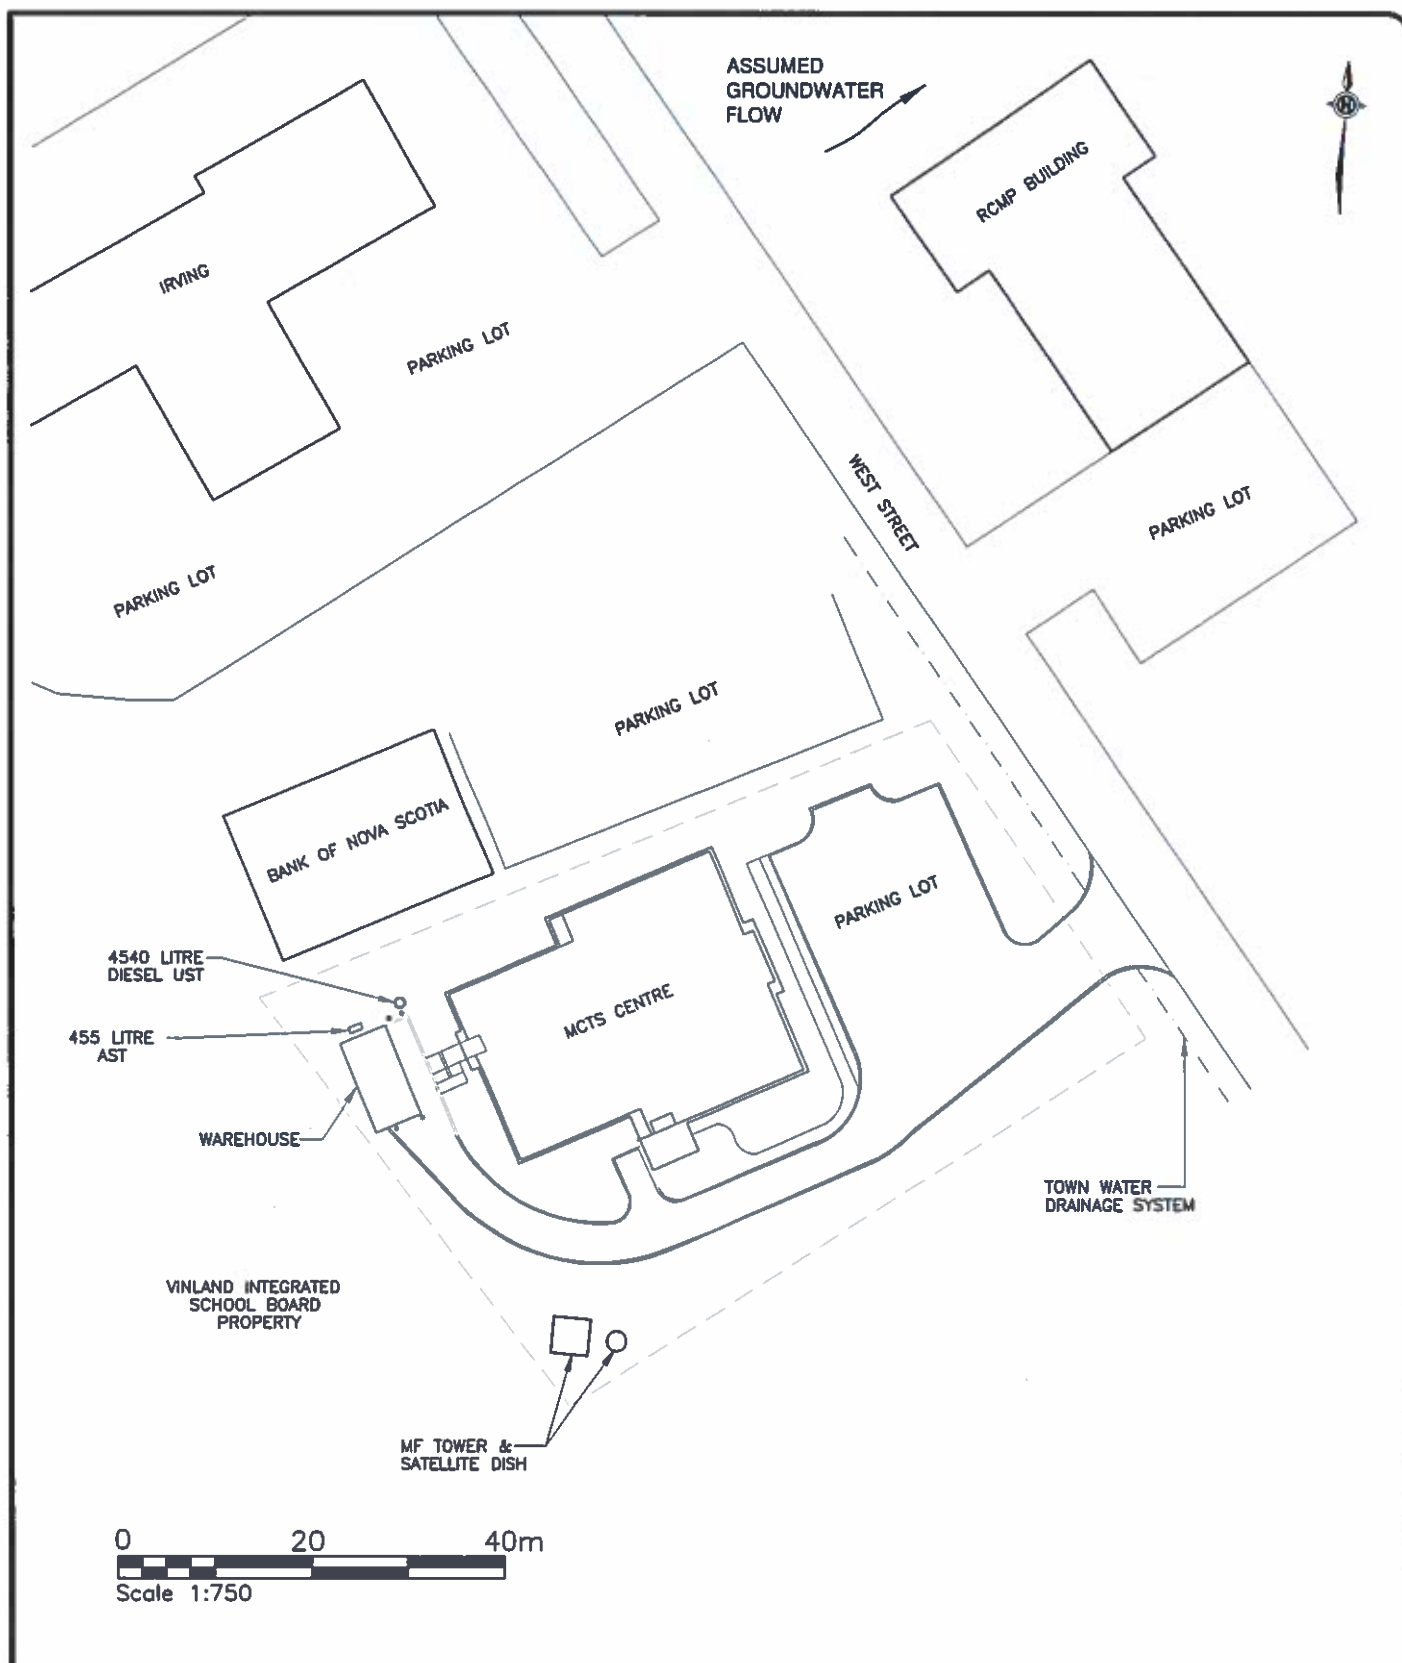 ASSUMED
GROUNDWATER
FLOW
N
RCMP BUILDING
IRVING
PARKING LOT
WEST STREET
PARKING LOT
PARKING LOT
PARKING LOT
BANK OF NOVA SCOTIA
PARKING LOT
4540 LITRE
DIESEL UST
MCTS CENTRE
455 LITRE
AST
WAREHOUSE
TOWN WATER
DRAINAGE SYSTEM
VINLAND INTEGRATED
SCHOOL BOARD
PROPERTY
MF TOWER &
SATELLITE DISH
0 20 40m
Scale 1:750